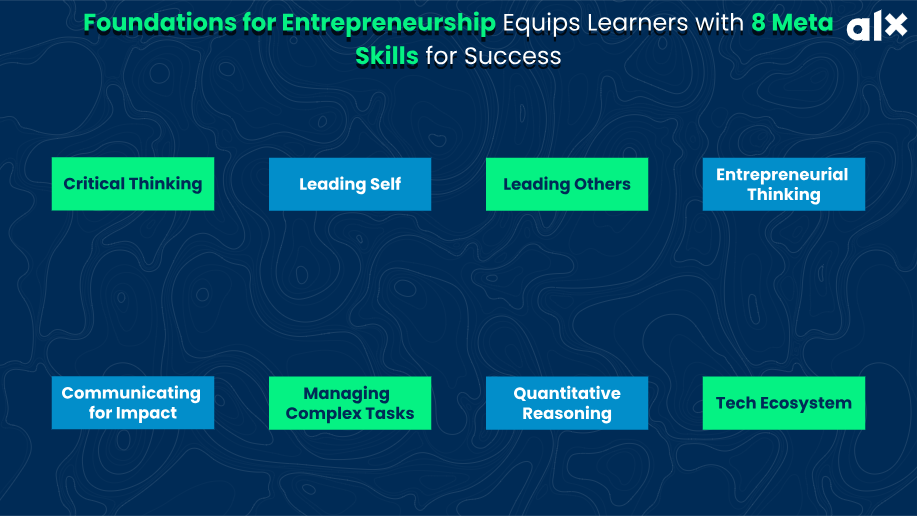 Foundations for Entrepreneurship Equips Learners with 8 Meta
Skills for Success
alx
Critical Thinking
Leading Self
Leading Others
Entrepreneurial
Thinking
Communicating
for Impact
Managing
Complex Tasks
Quantitative
Reasoning
Tech Ecosystem